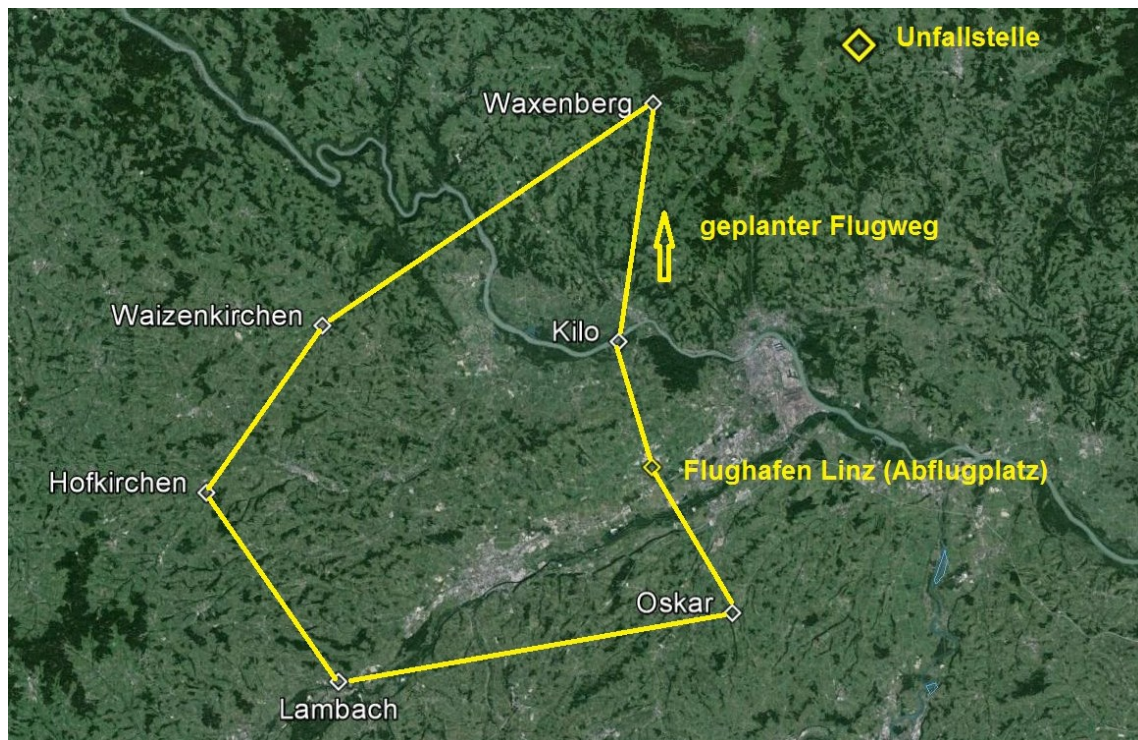 Unfallstelle
Waxenberg
geplanter Flugweg
Waizenkirchen
Kilo
Flughafen Linz (Abflugplatz)
Hofkirchen
Oskar
Lambach